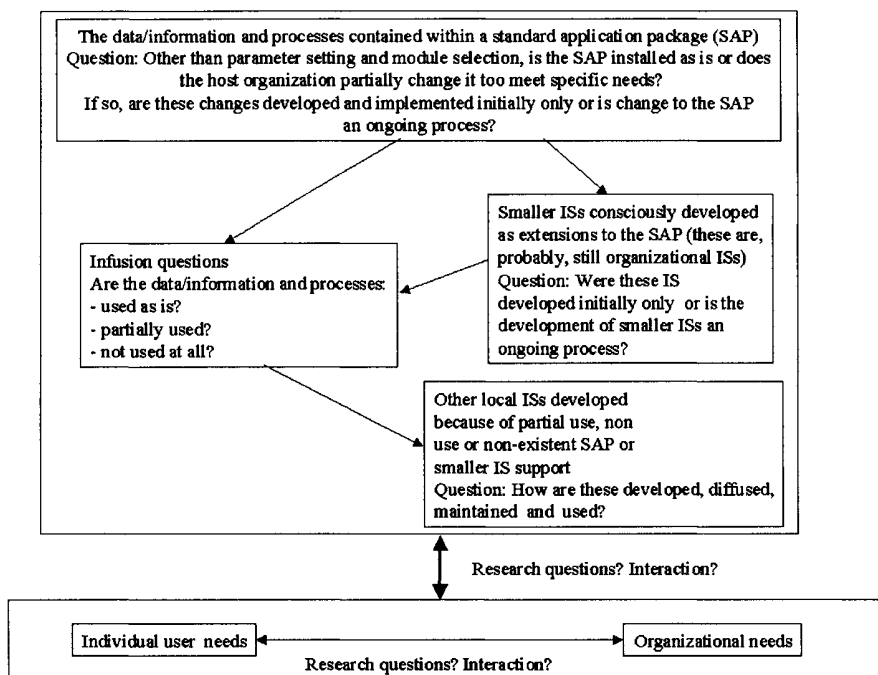 The data/information and processes contained within a standard application package (SAP)
Question: Other than parameter setting and module selection, is the SAP installed as is or does
the host organization partially change it too meet specific needs?
If so, are these changes developed and implemented initially only or is change to the SAP
an ongoing process?
Smaller ISs consciously developed
as extensions to the SAP (these are,
probably, still organizational ISs)
Question: Were these IS
developed initially only or is the
development of smaller ISs an
ongoing process?
Infusion questions
Are the data/information and processes:
- used as is?
- partially used?
- not used at all?
Other local ISs developed
because of partial use, non
use or non-existent SAP or
smaller IS support
Question: How are these developed, diffused,
maintained and used?
Research questions? Interaction?
Individual user needs
Organizational needs
Research questions? Interaction?